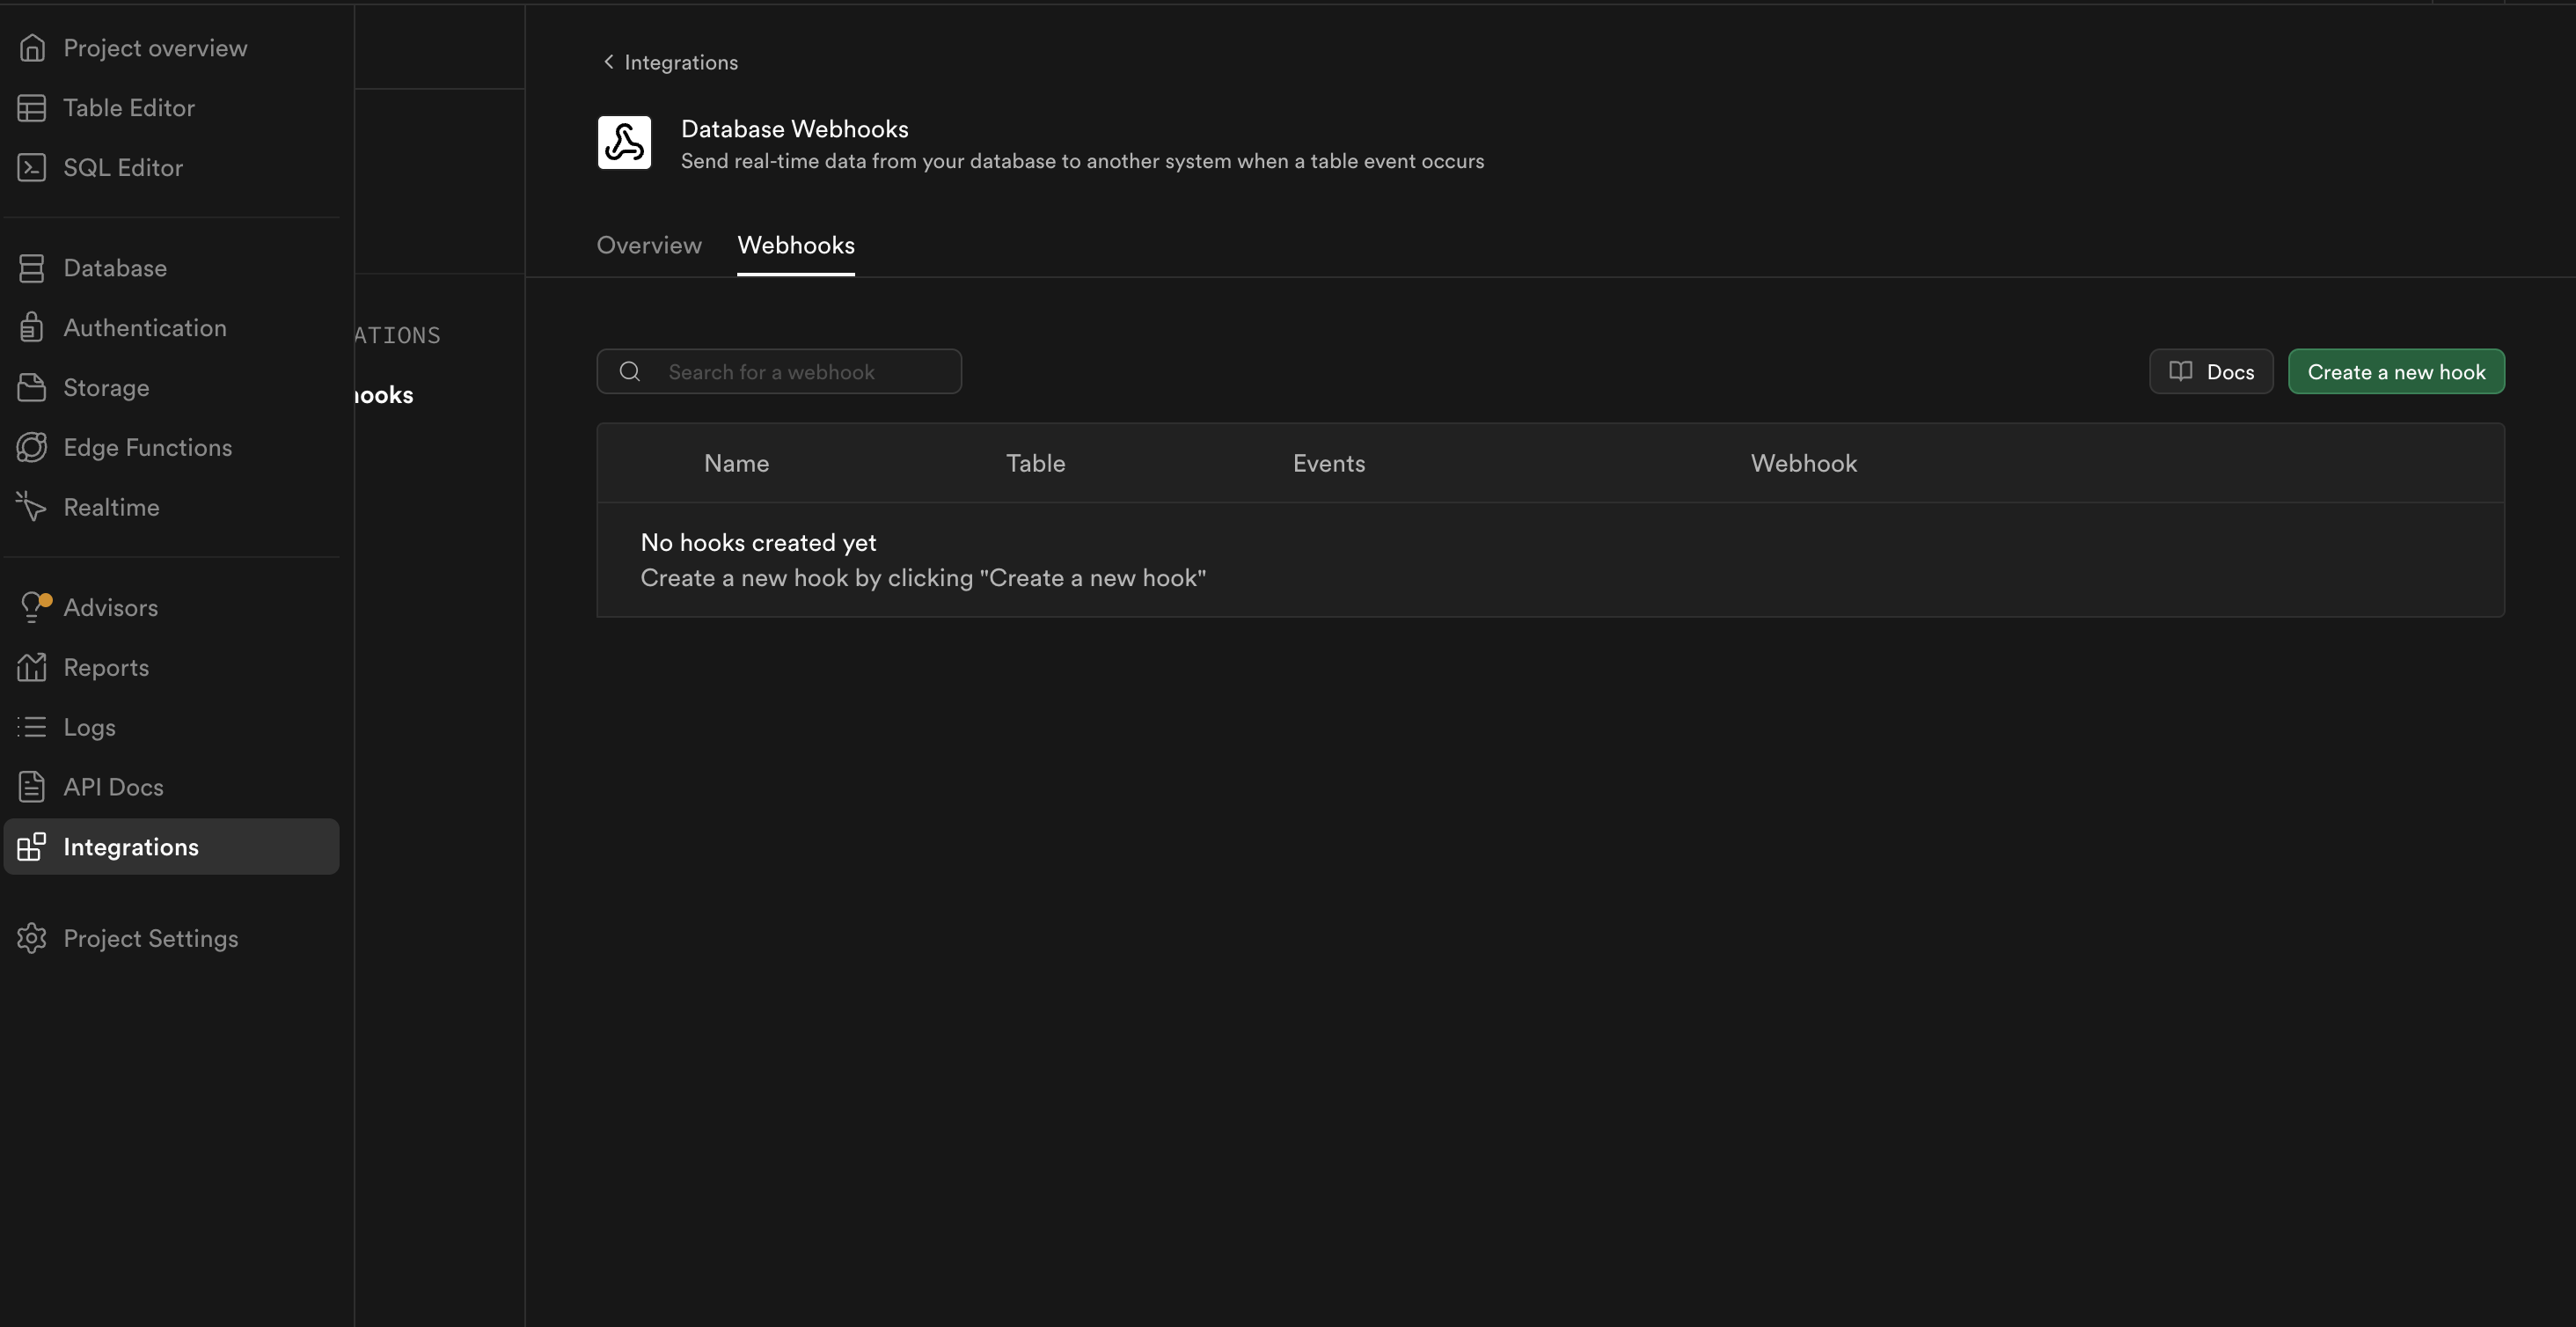 Project overview
Table Editor
SQL Editor
Database
Authentication
Storage
Edge Functions
Realtime
Advisors
Reports
Logs
API Docs
Integrations
Project Settings
ATIONS
hooks
Integrations
Database Webhooks
Send real-time data from your database to another system when a table event occurs
Overview Webhooks
Search for a webhook Docs Create a new hook
Name Table Events Webhook
No hooks created yet
Create a new hook by clicking "Create a new hook"